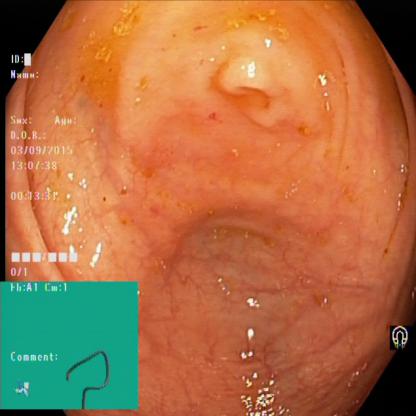 ID:
Name:
Sex: Age:
D.O.B.:
03/09/2015
13:07:38
00:13:31
0/1
Eh:A1 Cm:1
Comment: